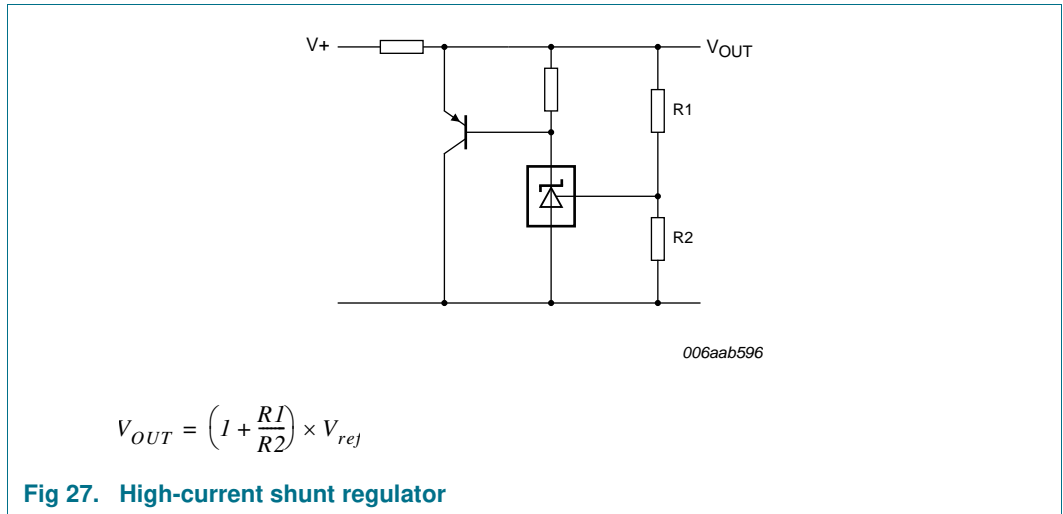 V+
VOUT
R1
R2
006aab596
VOUT = (1 + R1/R2) × Vref
Fig 27. High-current shunt regulator